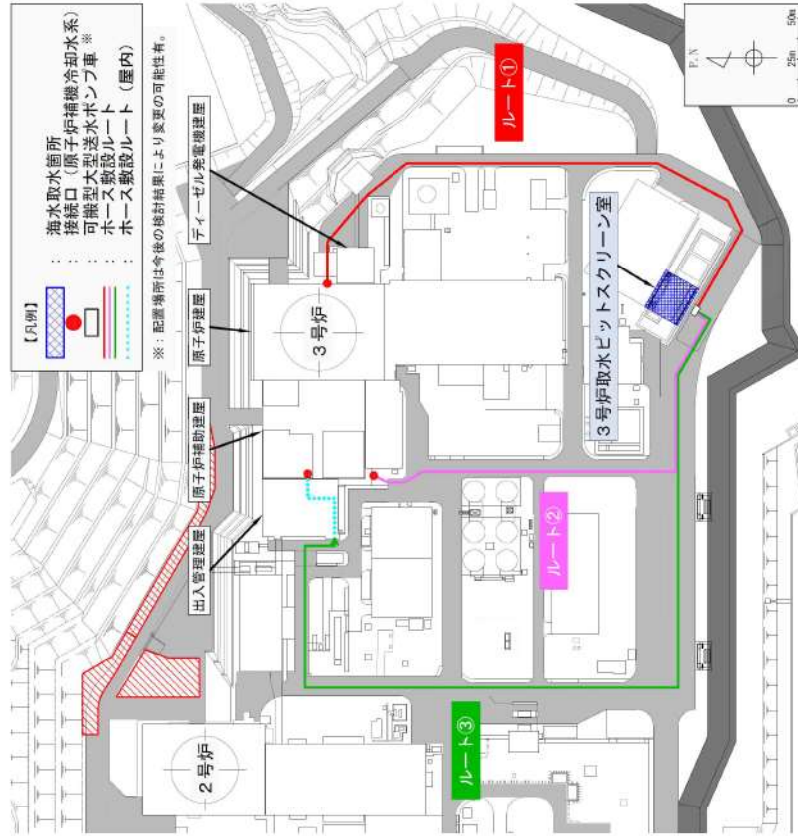 【凡例】
： 海水取水箇所
： 接続口（原子炉補機冷却水系）
： 可搬型大型送水ポンプ車 ※
： ホース敷設ルート
： ホース敷設ルート（屋内）
※：配置場所は今後の検討結果により変更の可能性有。
ディーゼル発電機建屋
原子炉建屋
原子炉補助建屋
出入管理建屋
3号炉
2号炉
ルート①
ルート②
ルート③
3号炉取水ピットスクリーン室
P.N
0 25m 50m